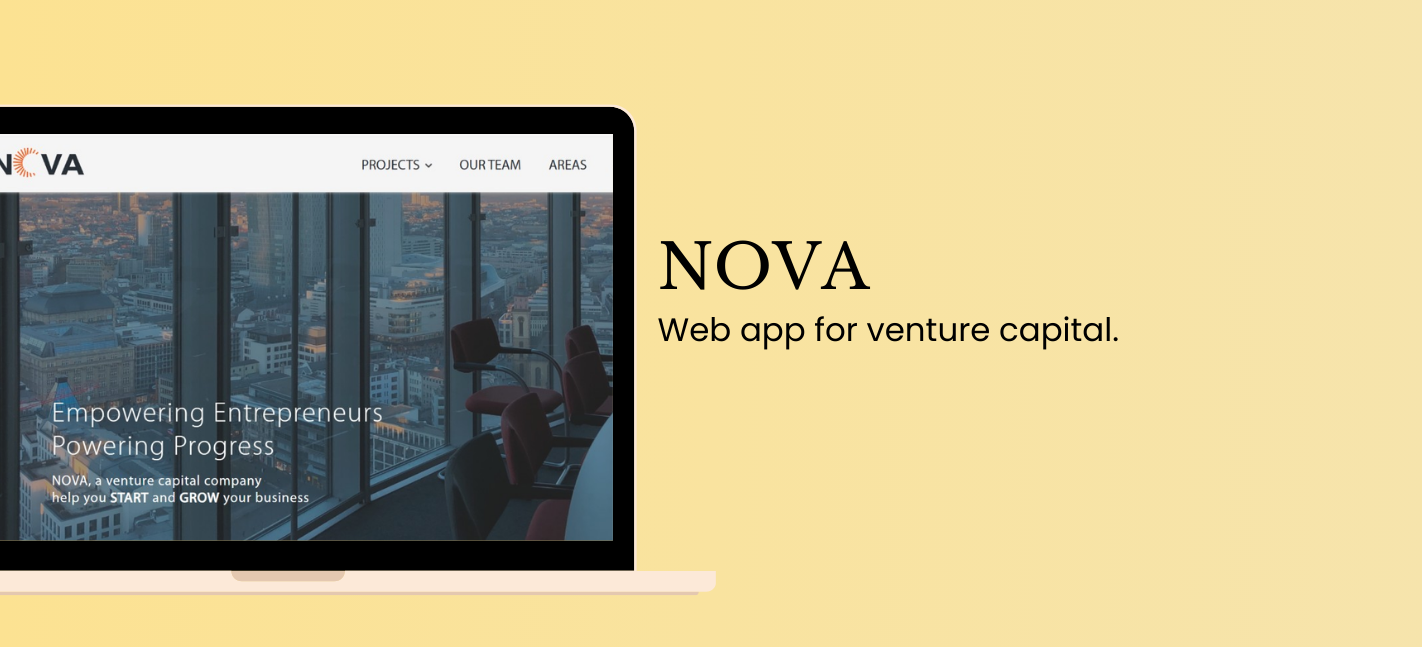 NOVA
PROJECTS OUR TEAM AREAS
Empowering Entrepreneurs
Powering Progress
NOVA, a venture capital company
help you START and GROW your business
NOVA
Web app for venture capital.